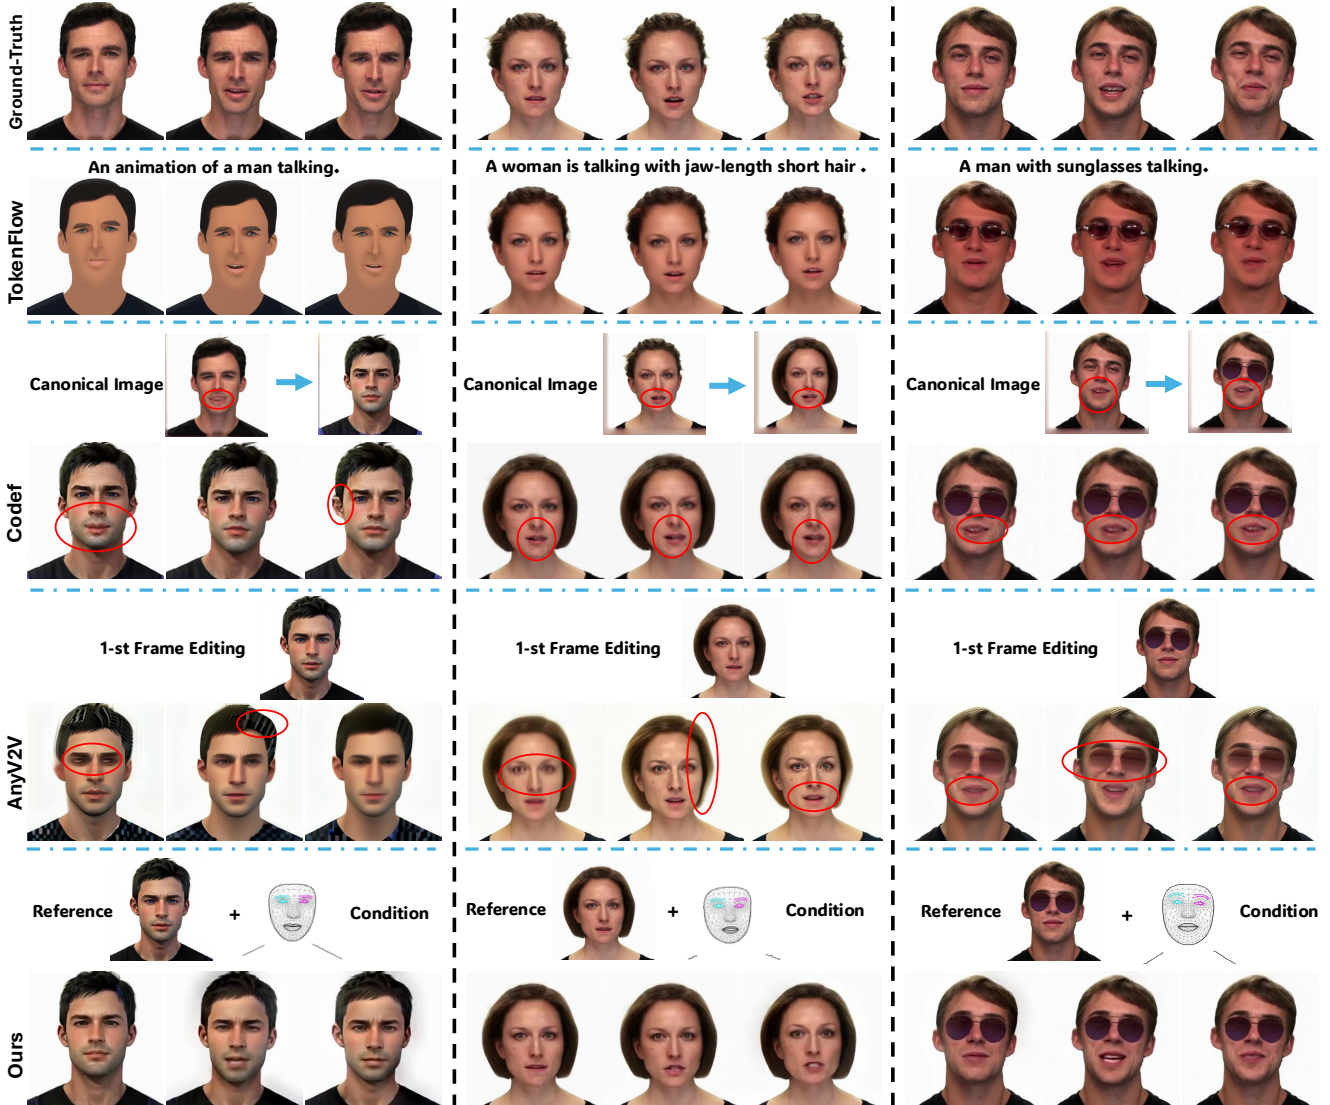 Ground-Truth
An animation of a man talking.
A woman is talking with jaw-length short hair .
A man with sunglasses talking.
TokenFlow
Canonical Image
Canonical Image
Canonical Image
Codef
1-st Frame Editing
1-st Frame Editing
1-st Frame Editing
AnyV2V
Reference + Condition
Reference + Condition
Reference + Condition
Ours